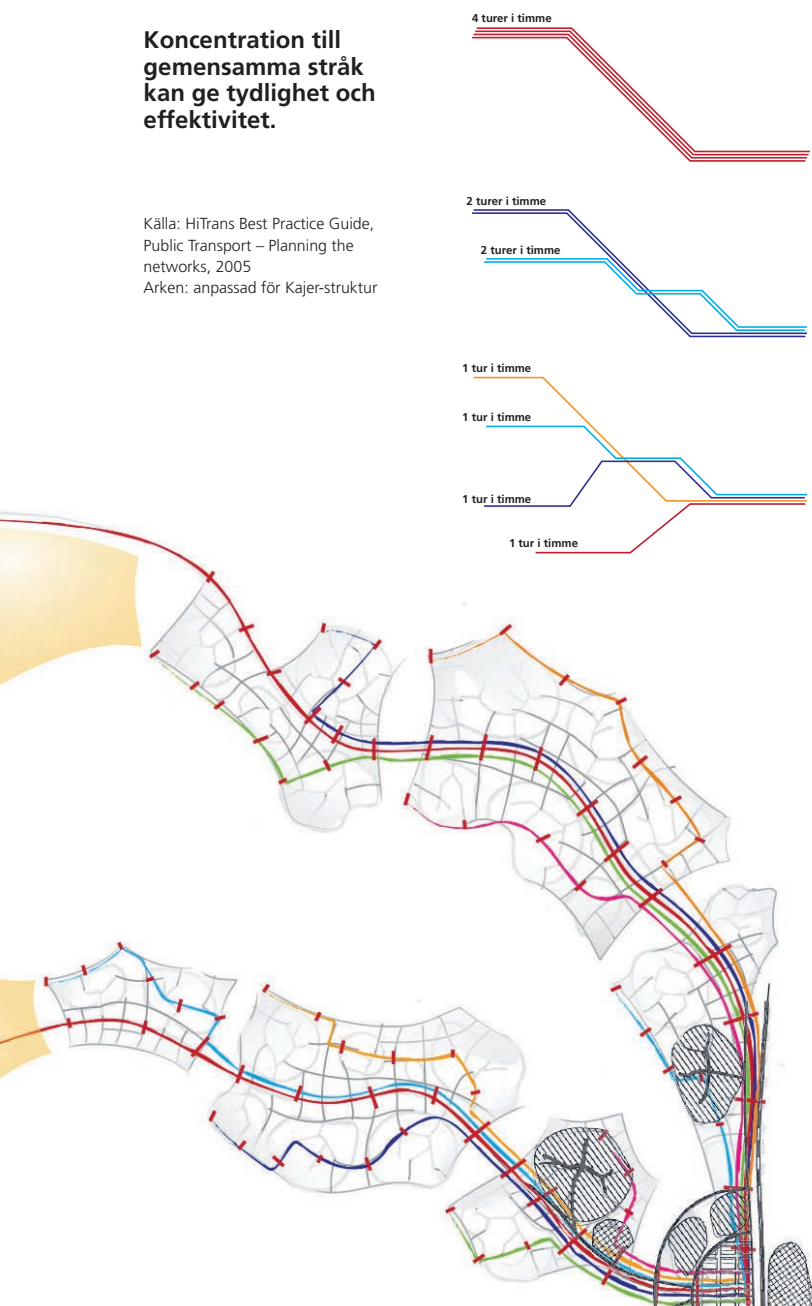 Koncentration till
gemensamma stråk
kan ge tydlighet och
effektivitet.
Källa: HiTrans Best Practice Guide,
Public Transport – Planning the
networks, 2005
Arken: anpassad för Kajer-struktur
4 turer i timme
2 turer i timme
2 turer i timme
1 tur i timme
1 tur i timme
1 tur i timme
1 tur i timme